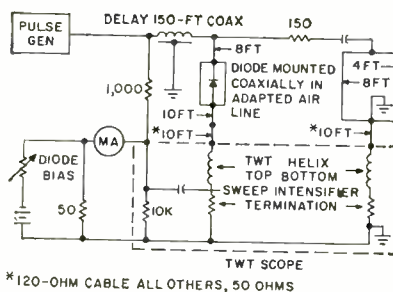 PULSE
GEN
DELAY 150-FT COAX
150
8FT
4FT
8FT
DIODE MOUNTED
COAXIALLY IN
ADAPTED AIR
LINE
1,000
10FT
*10FT
*10FT
MA
DIODE
BIAS
TWT HELIX
TOP BOTTOM
SWEEP INTENSIFIER
TERMINATION
50
10K
TWT SCOPE
*120-OHM CABLE ALL OTHERS, 50 OHMS